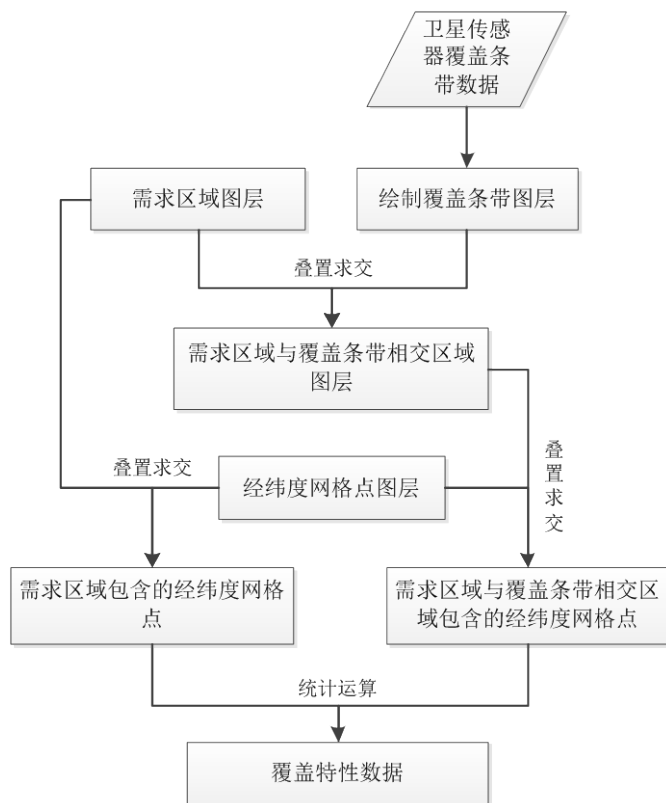 卫星传感
器覆盖条
带数据
需求区域图层
绘制覆盖条带图层
叠置求交
需求区域与覆盖条带相交区域
图层
叠置求交
经纬度网格点图层
叠
置
求
交
需求区域包含的经纬度网格
点
需求区域与覆盖条带相交区
域包含的经纬度网格点
统计运算
覆盖特性数据